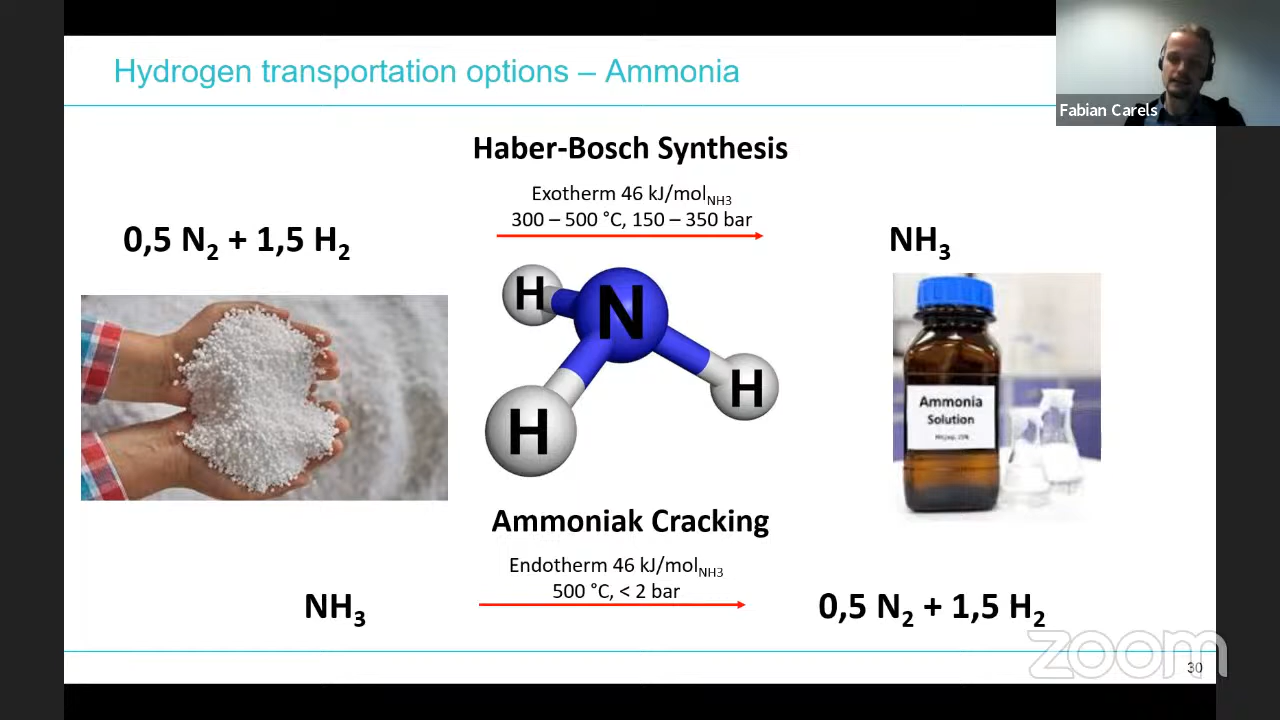 Hydrogen transportation options – Ammonia
Fabian Carels
Haber-Bosch Synthesis
Exotherm 46 kJ/molNH3
300 – 500 °C, 150 – 350 bar
0,5 N2 + 1,5 H2
NH3
H
N
H
H
Ammonia
Solution
Ammoniak Cracking
Endotherm 46 kJ/molNH3
500 °C, < 2 bar
NH3
0,5 N2 + 1,5 H2
zoom
30